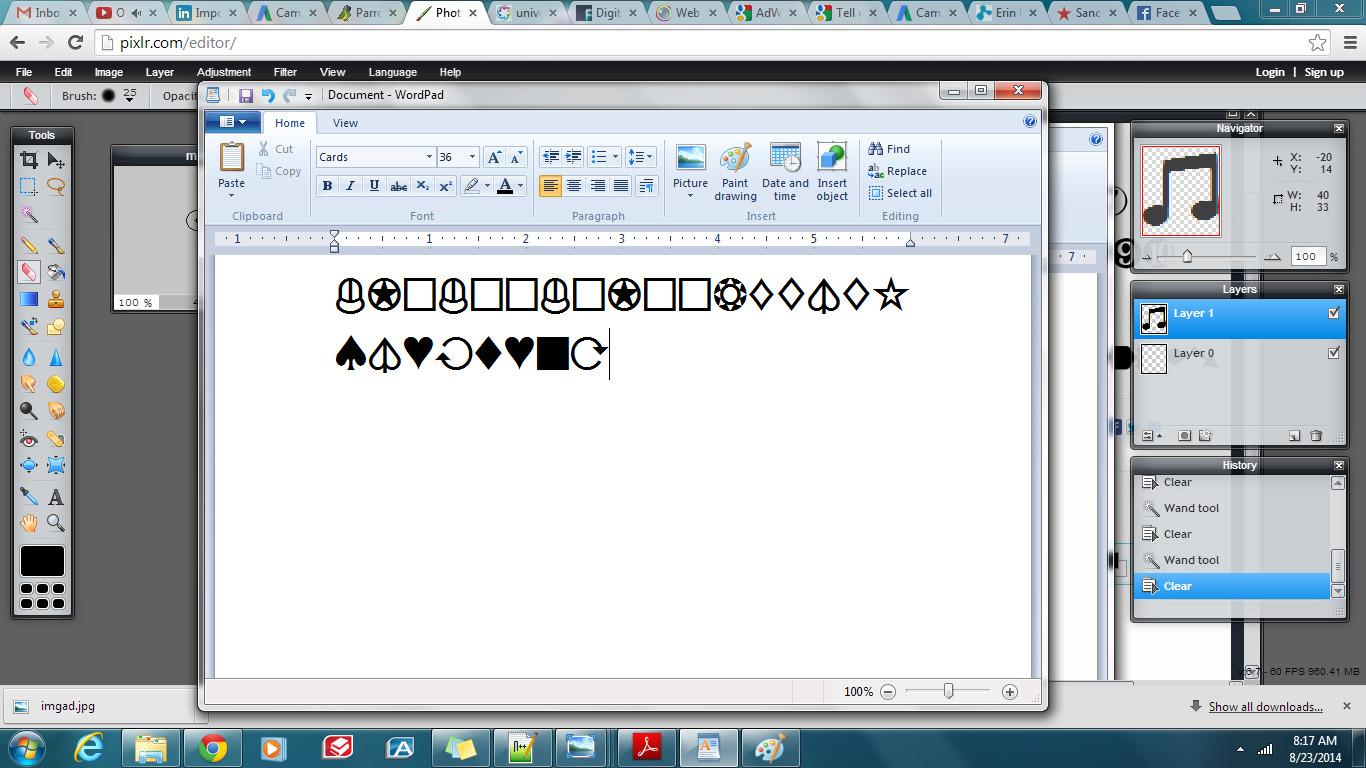 Inbo
O
Impo
Cam
Parro
Phot
unive
Digit
Web
AdW
Tell
Cam
Erin
Sanc
Face
pixlr.com/editor/
File Edit Image Layer Adjustment Filter View Language Help
Login | Sign up
Brush: 25 Opacit
Document - WordPad
Home View
Paste
Cut
Copy
Clipboard
Cards 36
B I U abc X₂ X²
Font
Paragraph
Picture
Paint drawing
Date and time
Insert object
Insert
Find
Replace
Select all
Editing
1 1 2 3 4 5 7
7
100%
Tools
m
100 %
Navigator
X: -20
Y: 14
W: 40
H: 33
100 %
Layers
Layer 1
Layer 0
History
Clear
Wand tool
Clear
Wand tool
Clear
60 FPS 960.41 MB
imgad.jpg
Show all downloads...
8:17 AM
8/23/2014